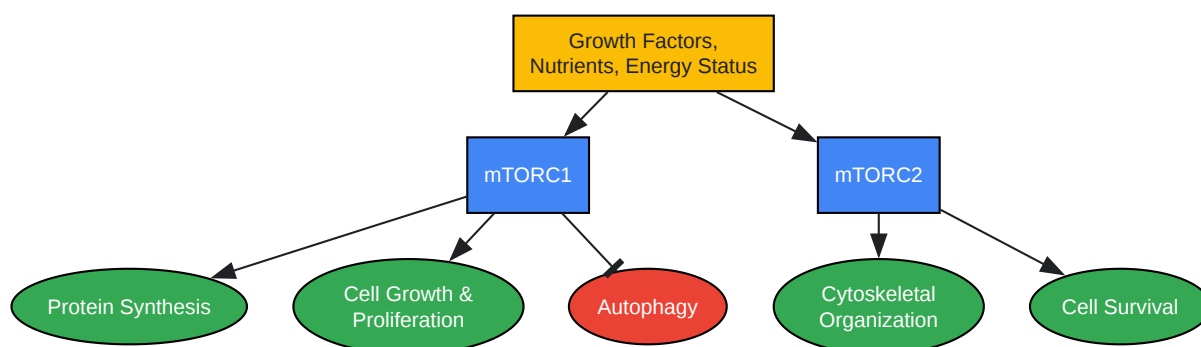 Growth Factors,
Nutrients, Energy Status
mTORC1
mTORC2
Protein Synthesis
Cell Growth &
Proliferation
Autophagy
Cytoskeletal
Organization
Cell Survival